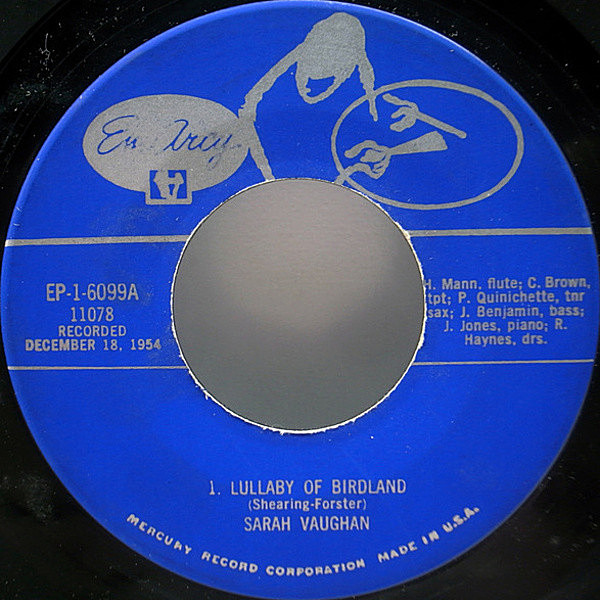 EmArcy
EP-1-6099A
11078
RECORDED
DECEMBER 18, 1954
H. Mann, flute; C. Brown,
tpt; P. Quinichette, tnr
sax; J. Benjamin, bass;
J. Jones, piano; R.
Haynes, drs.
1. LULLABY OF BIRDLAND
(Shearing-Forster)
SARAH VAUGHAN
MERCURY RECORD CORPORATION MADE IN U.S.A.